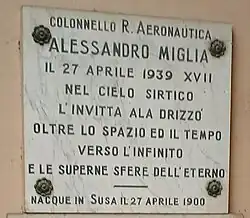 COLONNELLO R. AERONAUTICA
ALESSANDRO MIGLIA
IL 27 APRILE 1939 XVII
NEL CIELO SIRTICO
L'INVITTA ALA DRIZZÒ
OLTRE LO SPAZIO ED IL TEMPO
VERSO L'INFINITO
E LE SUPERNE SFERE DELL'ETERNO
NACQUE IN SUSA IL 27 APRILE 1900